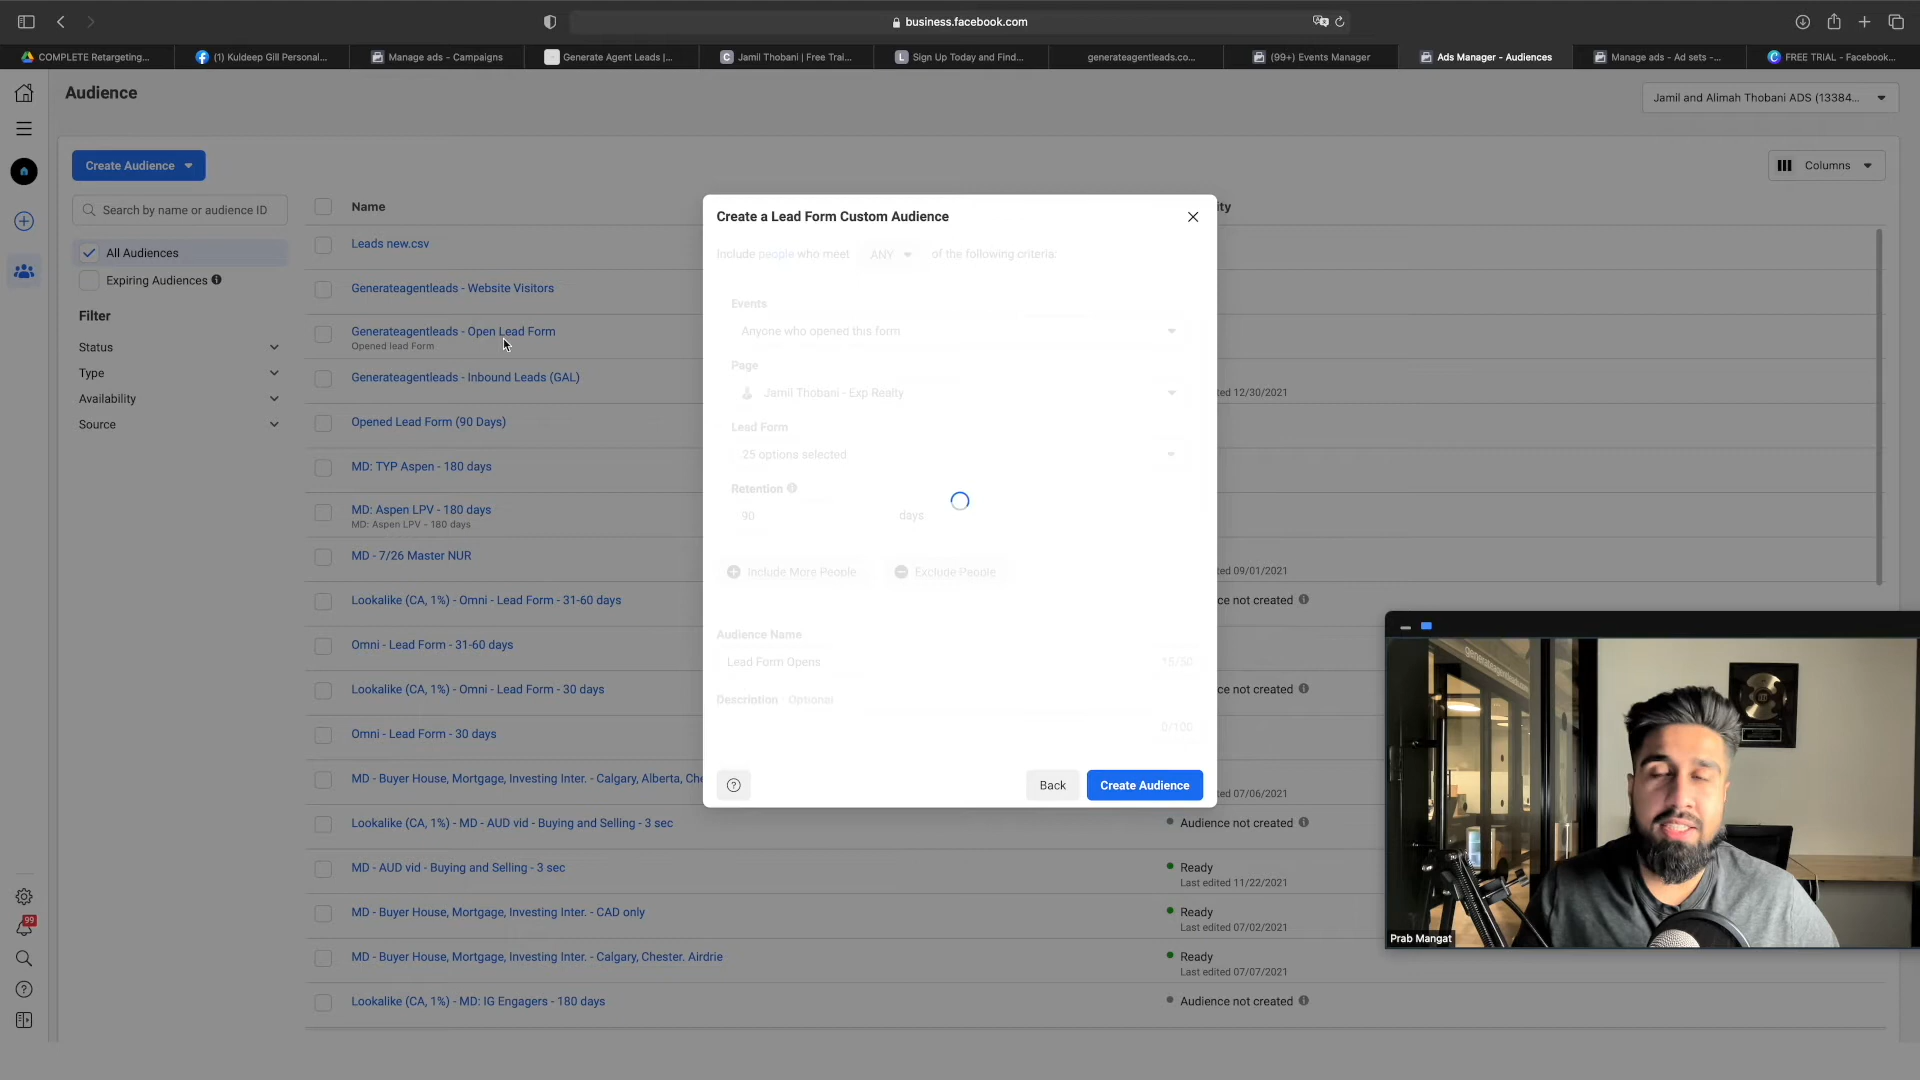 business.facebook.com
COMPLETE Retargeting...
(1) Kuldeep Gill Personal...
Manage ads - Campaigns
Generate Agent Leads |...
Jamil Thobani | Free Trai...
Sign Up Today and Find...
generateagentleads.co...
(99+) Events Manager
Ads Manager - Audiences
Manage ads - Ad sets -...
FREE TRIAL - Facebook...
Audience
Jamil and Alimah Thobani ADS (13384...
Create Audience
Columns
Search by name or audience ID
All Audiences
Expiring Audiences
Filter
Status
Type
Availability
Source
99
Name
Leads new.csv
Generateagentleads - Website Visitors
Generateagentleads - Open Lead Form
Opened lead Form
Generateagentleads - Inbound Leads (GAL)
ed 12/30/2021
Opened Lead Form (90 Days)
MD: TYP Aspen - 180 days
MD: Aspen LPV - 180 days
MD: Aspen LPV - 180 days
MD - 7/26 Master NUR
ed 09/01/2021
Lookalike (CA, 1%) - Omni - Lead Form - 31-60 days
ce not created
Omni - Lead Form - 31-60 days
Lookalike (CA, 1%) - Omni - Lead Form - 30 days
ce not created
Omni - Lead Form - 30 days
MD - Buyer House, Mortgage, Investing Inter. - Calgary, Alberta, Che
ed 07/06/2021
Lookalike (CA, 1%) - MD - AUD vid - Buying and Selling - 3 sec
Audience not created
MD - AUD vid - Buying and Selling - 3 sec
Ready
Last edited 11/22/2021
MD - Buyer House, Mortgage, Investing Inter. - CAD only
Ready
Last edited 07/02/2021
MD - Buyer House, Mortgage, Investing Inter. - Calgary, Chester. Airdrie
Ready
Last edited 07/07/2021
Lookalike (CA, 1%) - MD: IG Engagers - 180 days
Audience not created
Create a Lead Form Custom Audience
Include people who meet ANY of the following criteria:
Events
Anyone who opened this form
Page
Jamil Thobani - Exp Realty
Lead Form
25 options selected
Retention
90 days
Include More People
Exclude People
Audience Name
Lead Form Opens 15/50
Description · Optional
0/100
Back
Create Audience
ity
generateagentleads
Prab Mangat